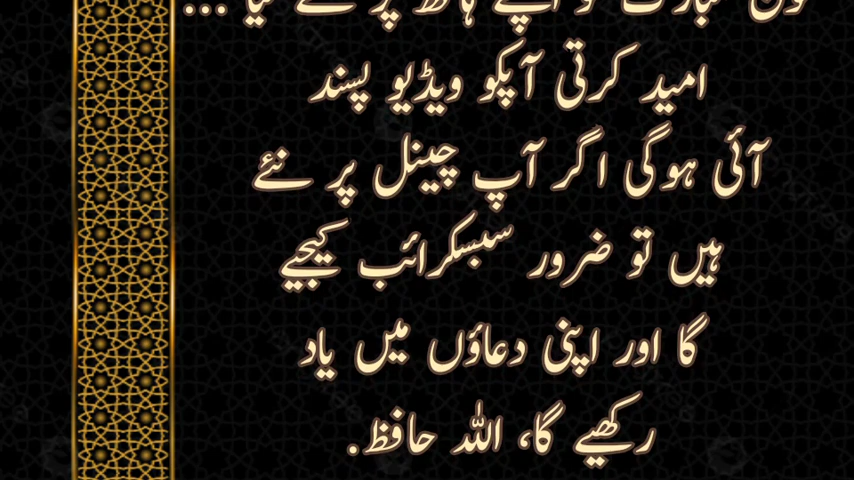 امید کرتی آپکو ویڈیو پسند
آئی ہوگی اگر آپ چینل پر نئے
ہیں تو ضرور سبسکرائب کیجیے
گا اور اپنی دعاؤں میں یاد
رکھیے گا، اللہ حافظ.